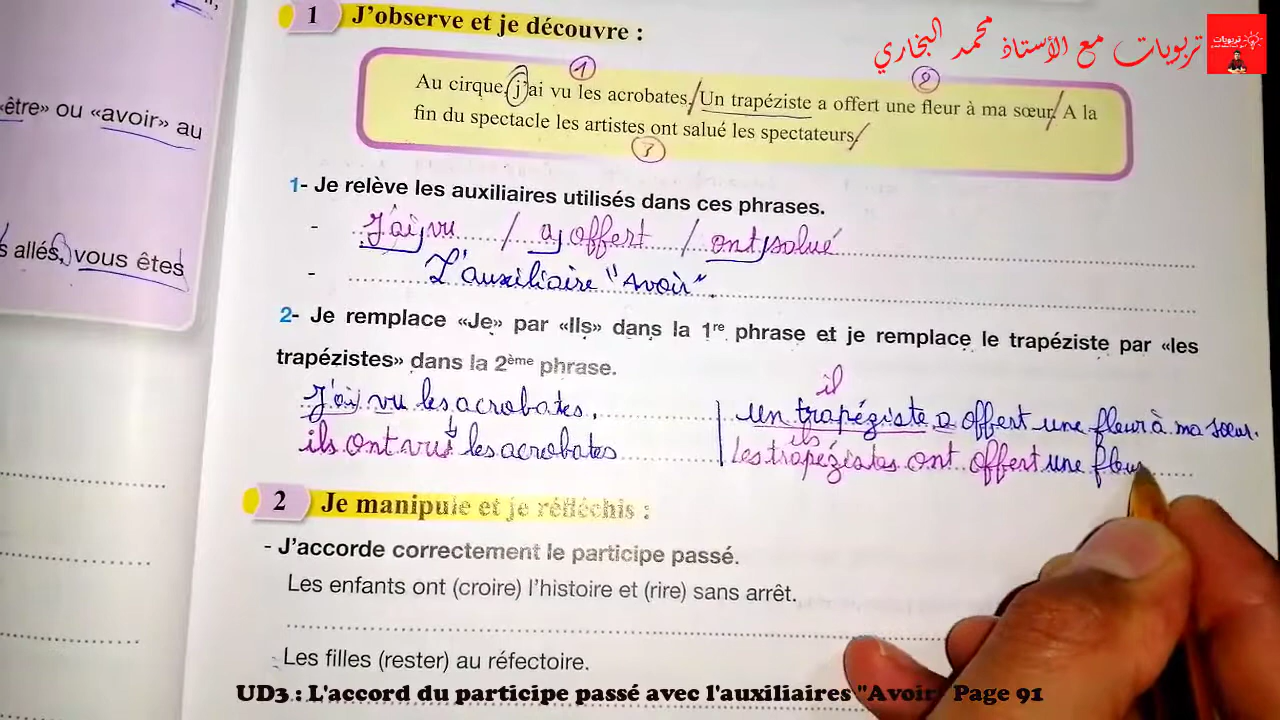 1 J'observe et je découvre :
تربويات مع الأستاذ محمد البخاري
تربويات
1 2
Au cirque, j'ai vu les acrobates, Un trapéziste a offert une fleur à ma sœur. A la
fin du spectacle les artistes ont salué les spectateurs.
3
«être» ou «avoir» au
s allés, vous êtes
1- Je relève les auxiliaires utilisés dans ces phrases.
- J'ai vu / a offert / ont salué
- L'auxiliaire "Avoir".
2- Je remplace «Je» par «Ils» dans la 1re phrase et je remplace le trapéziste par «les
trapézistes» dans la 2ème phrase.
il
J'ai vu les acrobates. un trapéziste a offert une fleur à ma sœur.
ils
ils ont vu les acrobates Les trapézistes ont offert une fleu
2 Je manipule et je réfléchis :
- J'accorde correctement le participe passé.
Les enfants ont (croire) l'histoire et (rire) sans arrêt.
- Les filles (rester) au réfectoire.
UD3 : L'accord du participe passé avec l'auxiliaires "Avoir Page 91